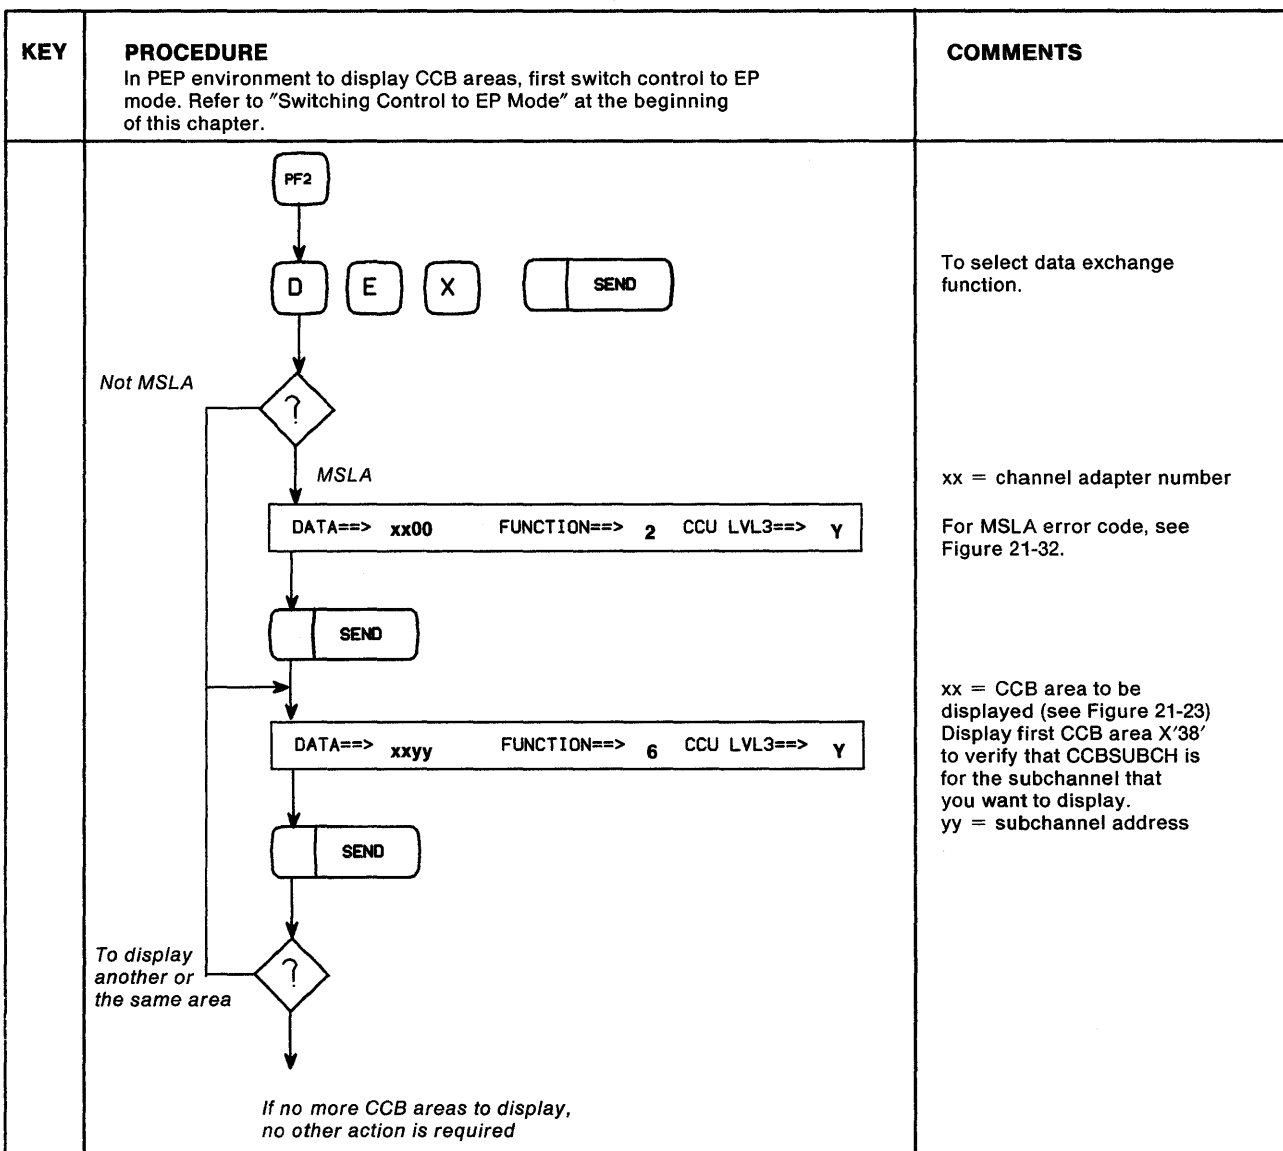 KEY
PROCEDURE
In PEP environment to display CCB areas, first switch control to EP
mode. Refer to "Switching Control to EP Mode" at the beginning
of this chapter.
COMMENTS
PF2
D E X SEND
To select data exchange
function.
Not MSLA
?
MSLA
xx = channel adapter number
DATA==> xx00 FUNCTION==> 2 CCU LVL3==> Y
For MSLA error code, see
Figure 21-32.
SEND
xx = CCB area to be
displayed (see Figure 21-23)
Display first CCB area X'38'
to verify that CCBSUBCH is
for the subchannel that
you want to display.
yy = subchannel address
DATA==> xxyy FUNCTION==> 6 CCU LVL3==> Y
SEND
To display
another or
the same area
?
If no more CCB areas to display,
no other action is required